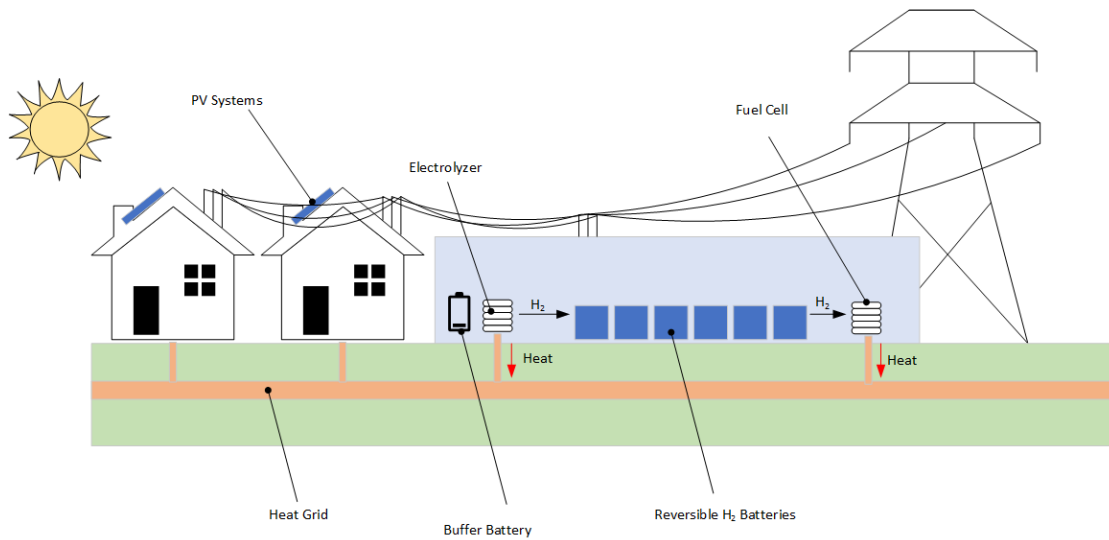 PV Systems
Fuel Cell
Electrolyzer
H₂
H₂
Heat
Heat
Heat Grid
Buffer Battery
Reversible H₂ Batteries